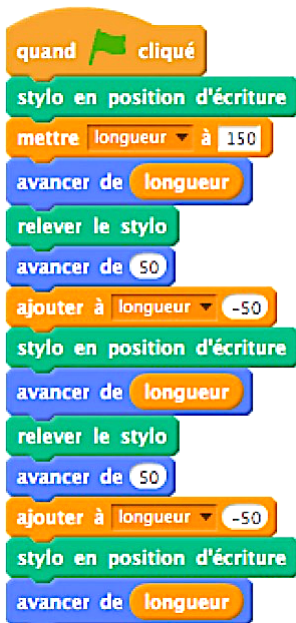 quand cliqué
stylo en position d'écriture
mettre longueur à 150
avancer de longueur
relever le stylo
avancer de 50
ajouter à longueur -50
stylo en position d'écriture
avancer de longueur
relever le stylo
avancer de 50
ajouter à longueur -50
stylo en position d'écriture
avancer de longueur